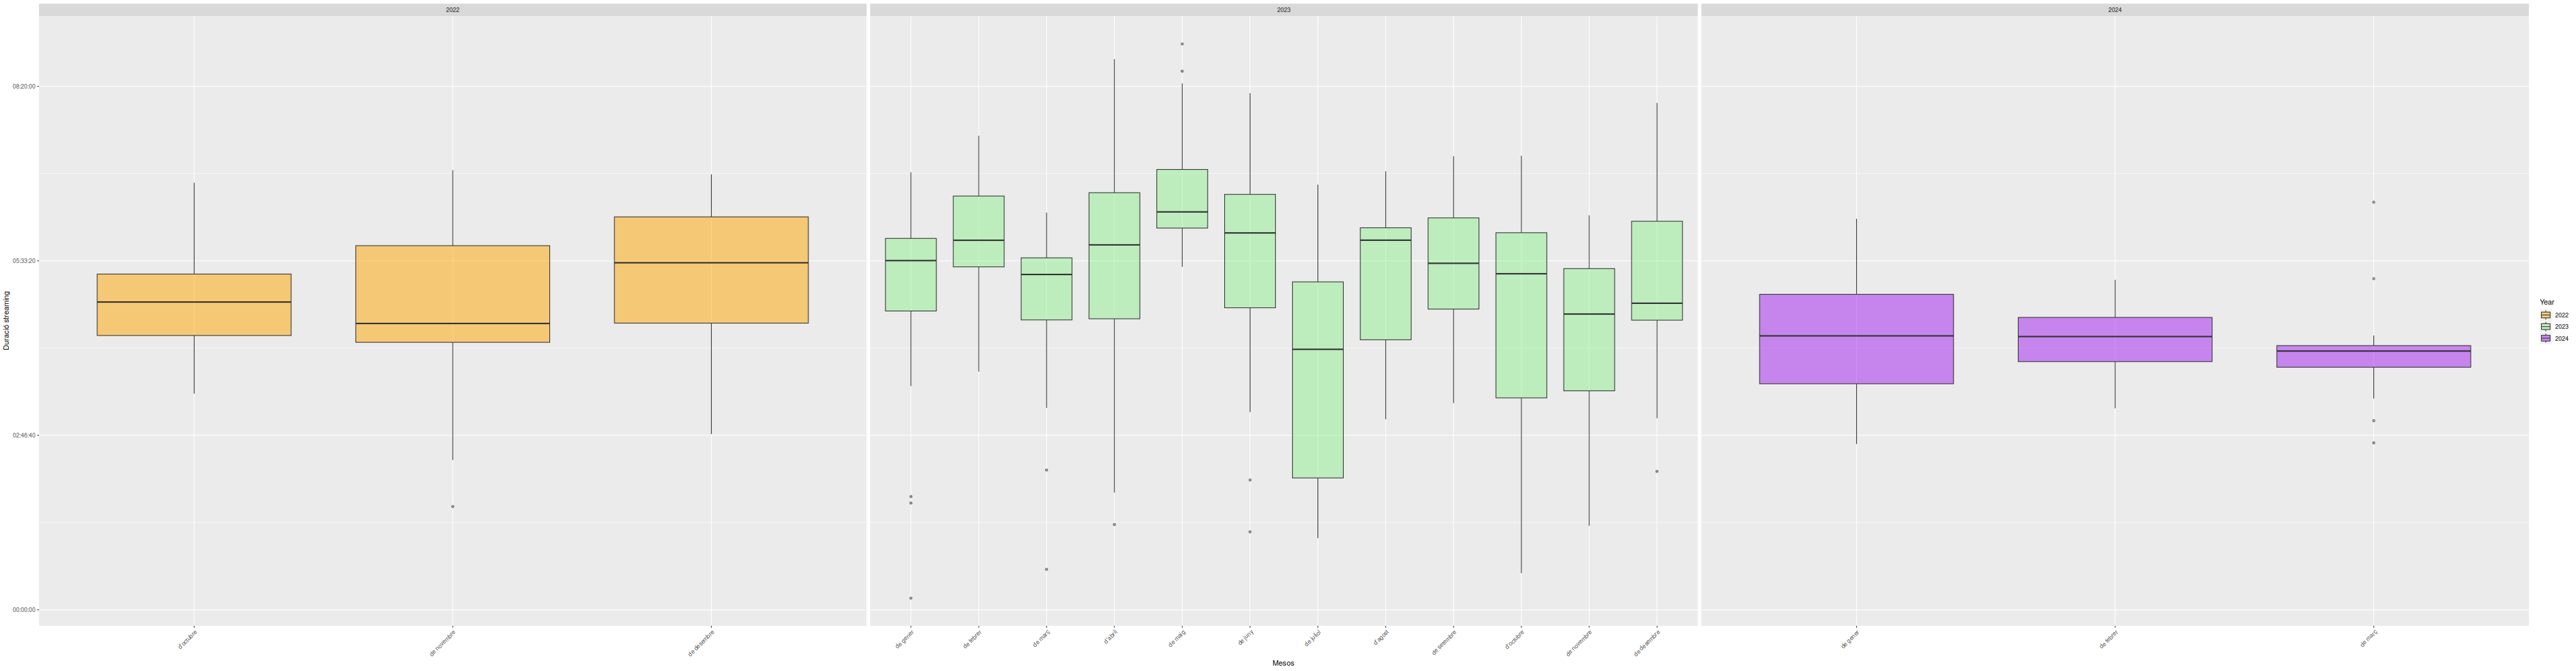 2022
2023
2024
08:20:00
05:33:20
02:46:40
00:00:00
Duració streaming
d'octubre
de novembre
de desembre
de gener
de febrer
de març
d'abril
de maig
de juny
de juliol
d'agost
de setembre
d'octubre
de novembre
de desembre
de gener
de febrer
de març
Mesos
Year
2022
2023
2024